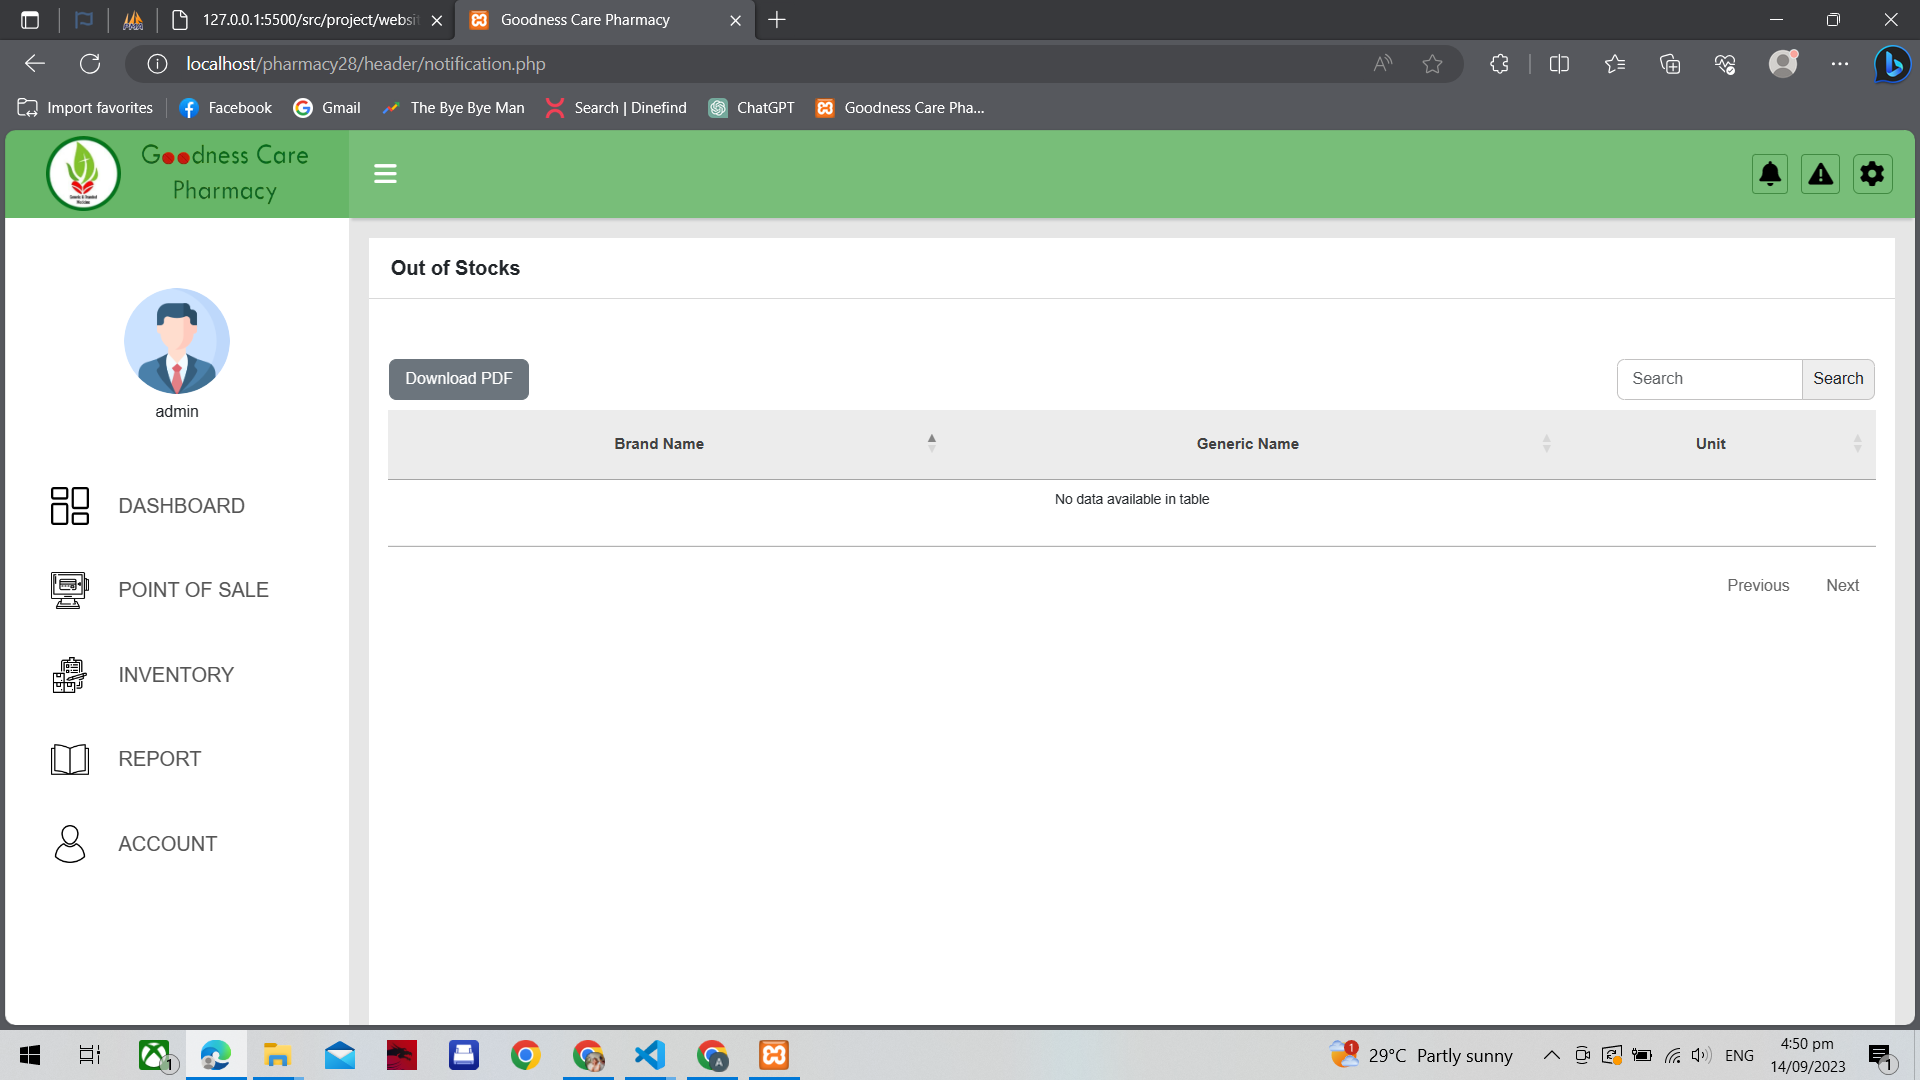 127.0.0.1:5500/src/project/websi
Goodness Care Pharmacy
localhost/pharmacy28/header/notification.php
Import favorites
Facebook
Gmail
The Bye Bye Man
Search | Dinefind
ChatGPT
Goodness Care Pha...
Goodness Care
Pharmacy
admin
DASHBOARD
POINT OF SALE
INVENTORY
REPORT
ACCOUNT
Out of Stocks
Download PDF
Search
Search
Brand Name
Generic Name
Unit
No data available in table
Previous
Next
1
1
29°C Partly sunny
ENG
4:50 pm
14/09/2023
1